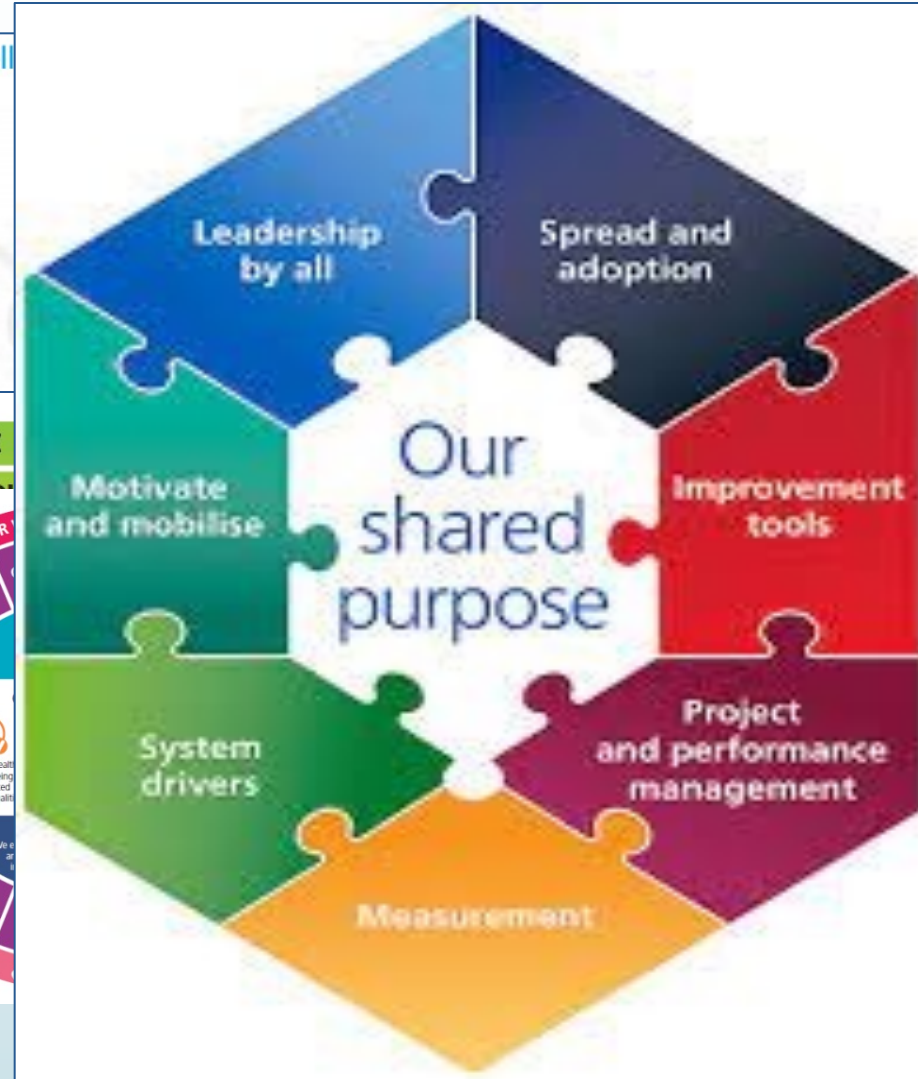 Leadership
by all
Spread and
adoption
Our
shared
purpose
Motivate
and mobilise
Improvement
tools
System
drivers
Project
and performance
management
Measurement